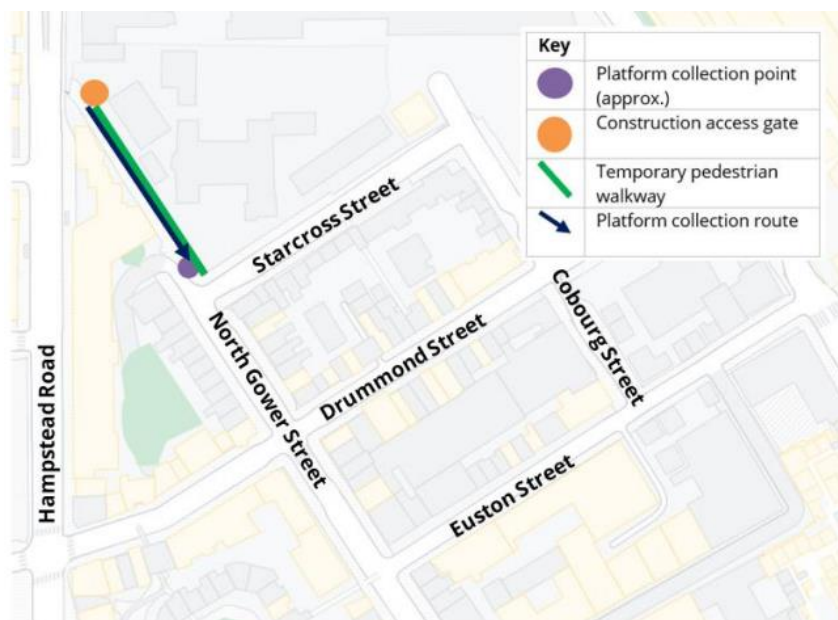 Key
Platform collection point
(approx.)
Construction access gate
Temporary pedestrian
walkway
Platform collection route
Starcross Street
Cobourg Street
North Gower Street
Drummond Street
Hampstead Road
Euston Street